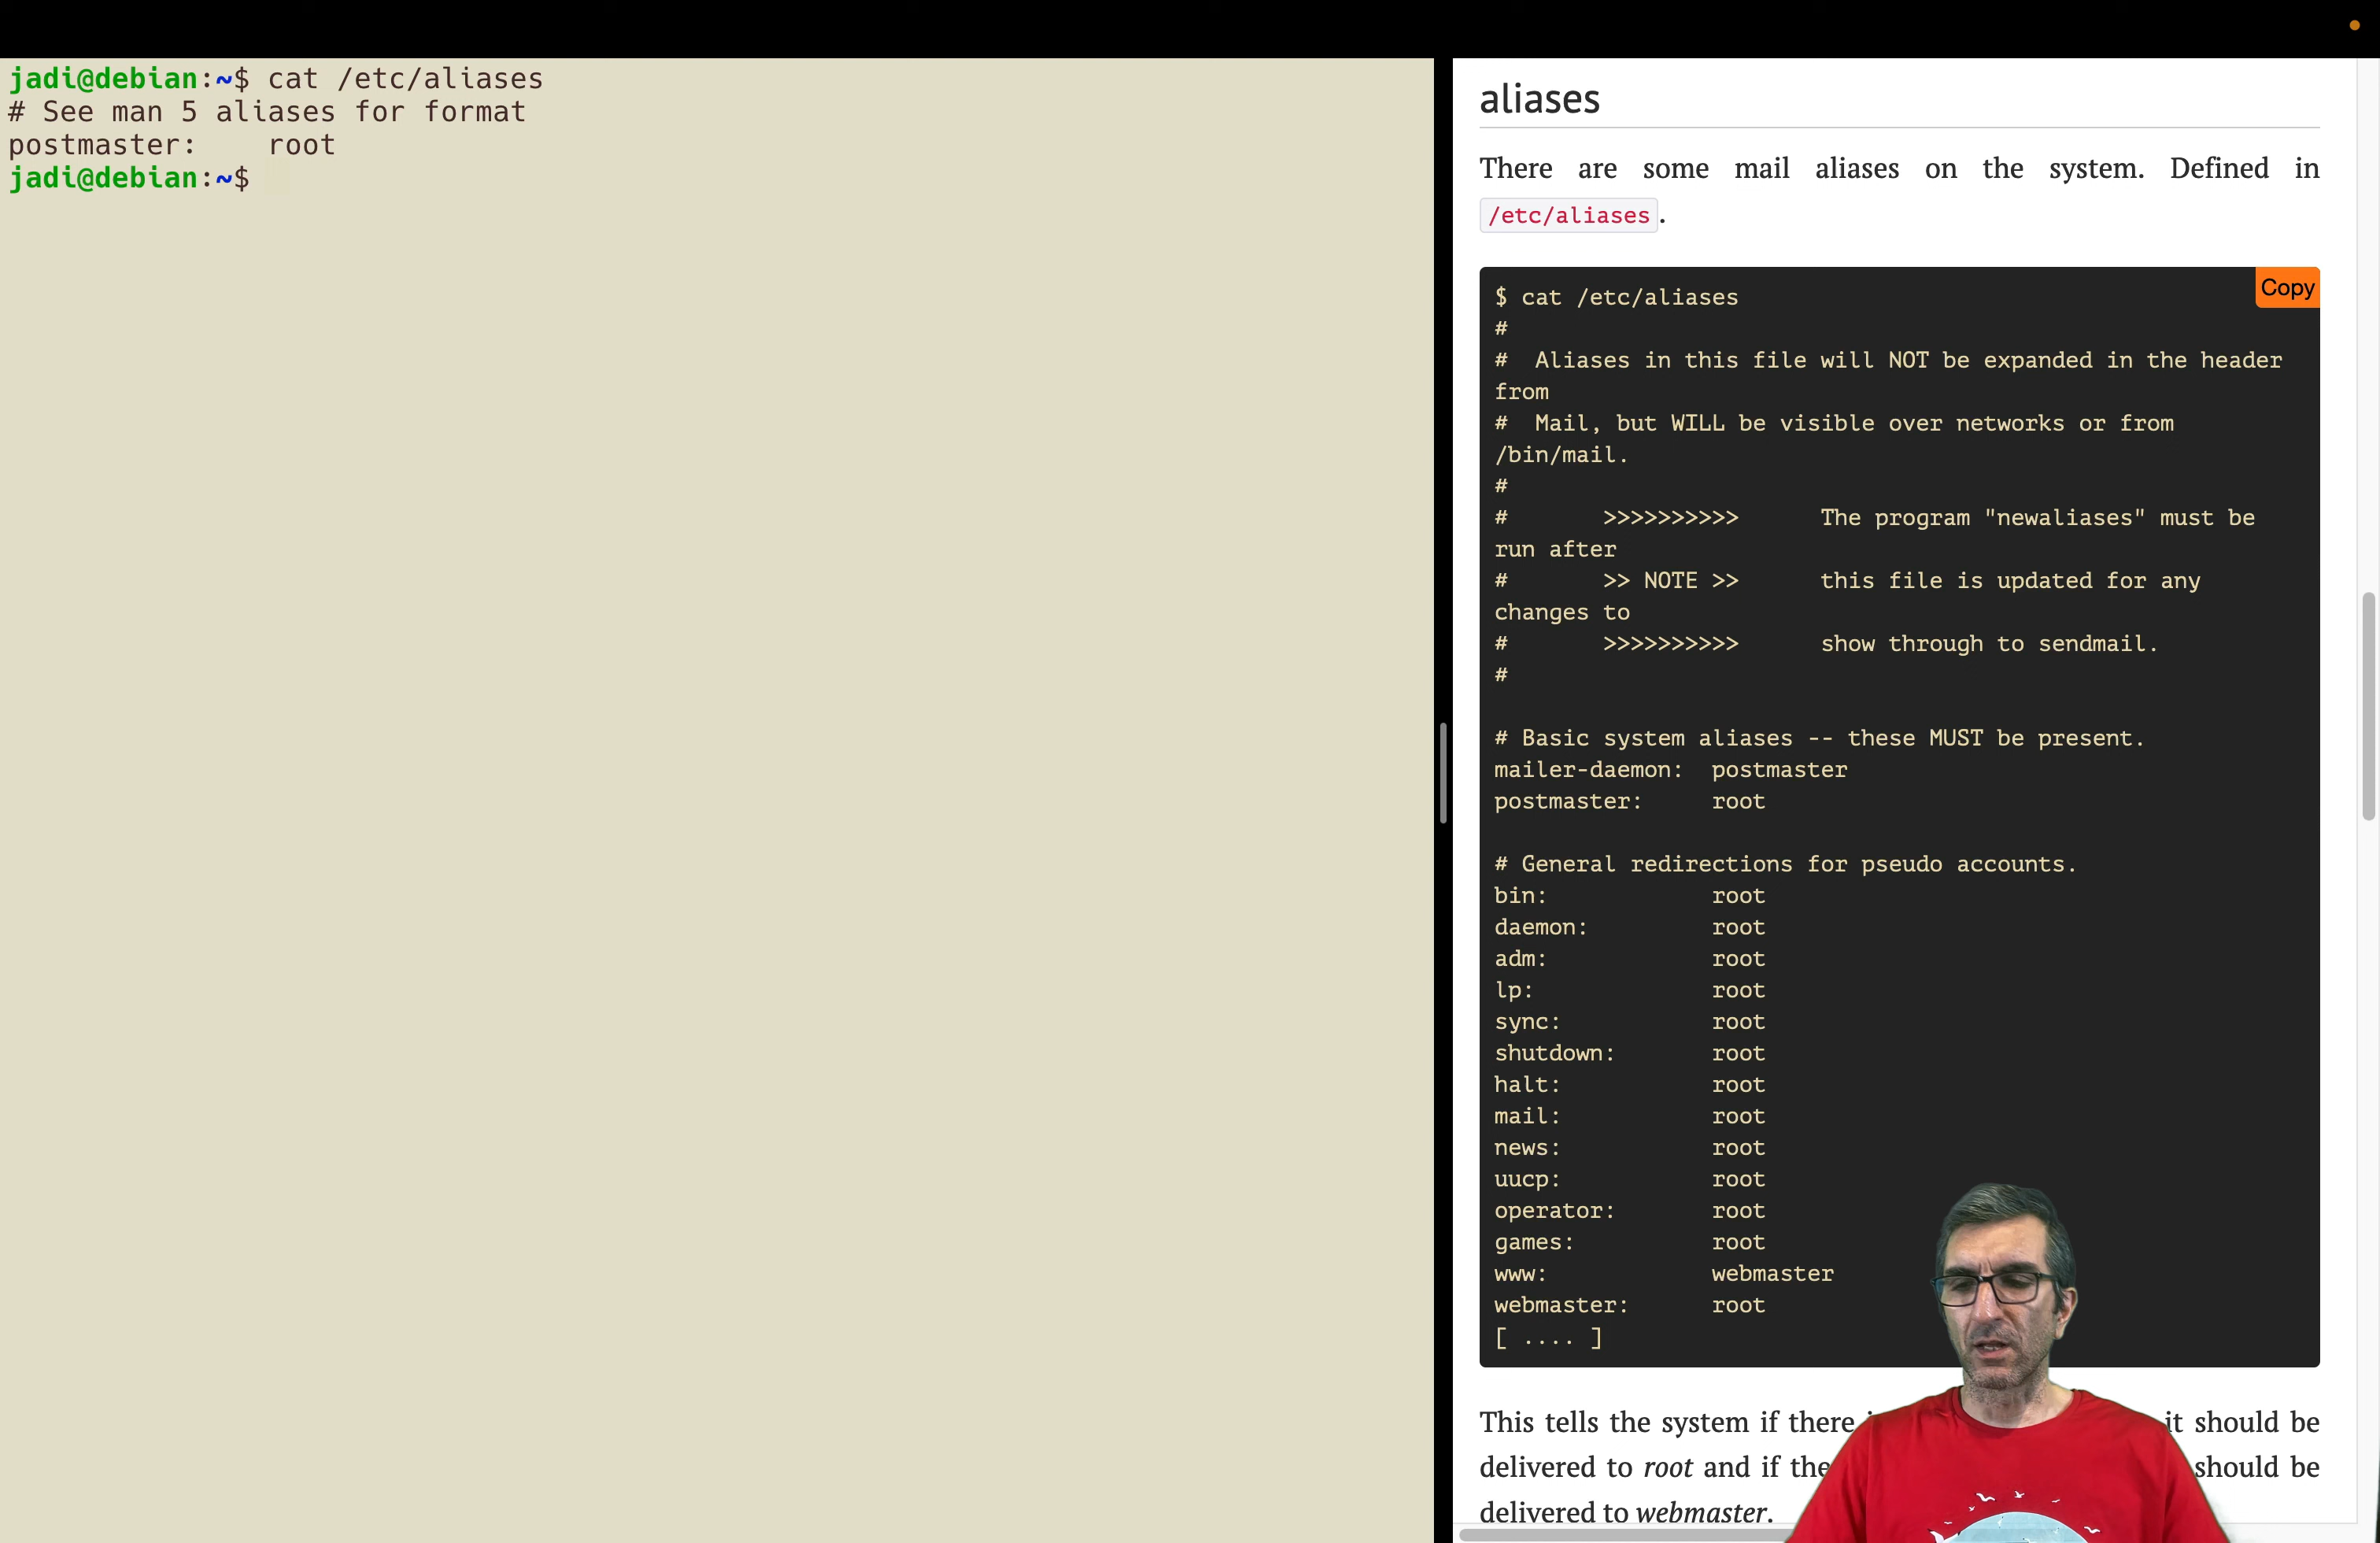 jadi@debian:~$ cat /etc/aliases
# See man 5 aliases for format
postmaster:    root
jadi@debian:~$
aliases
There are some mail aliases on the system. Defined in
/etc/aliases.
Copy
$ cat /etc/aliases
#
#  Aliases in this file will NOT be expanded in the header
from
#  Mail, but WILL be visible over networks or from
/bin/mail.
#
#       >>>>>>>>>>      The program "newaliases" must be
run after
#       >> NOTE >>      this file is updated for any
changes to
#       >>>>>>>>>>      show through to sendmail.
#
# Basic system aliases -- these MUST be present.
mailer-daemon:  postmaster
postmaster:     root
# General redirections for pseudo accounts.
bin:            root
daemon:         root
adm:            root
lp:             root
sync:           root
shutdown:       root
halt:           root
mail:           root
news:           root
uucp:           root
operator:       root
games:          root
www:            webmaster
webmaster:      root
[ .... ]
This tells the system if there it should be
delivered to root and if the should be
delivered to webmaster.